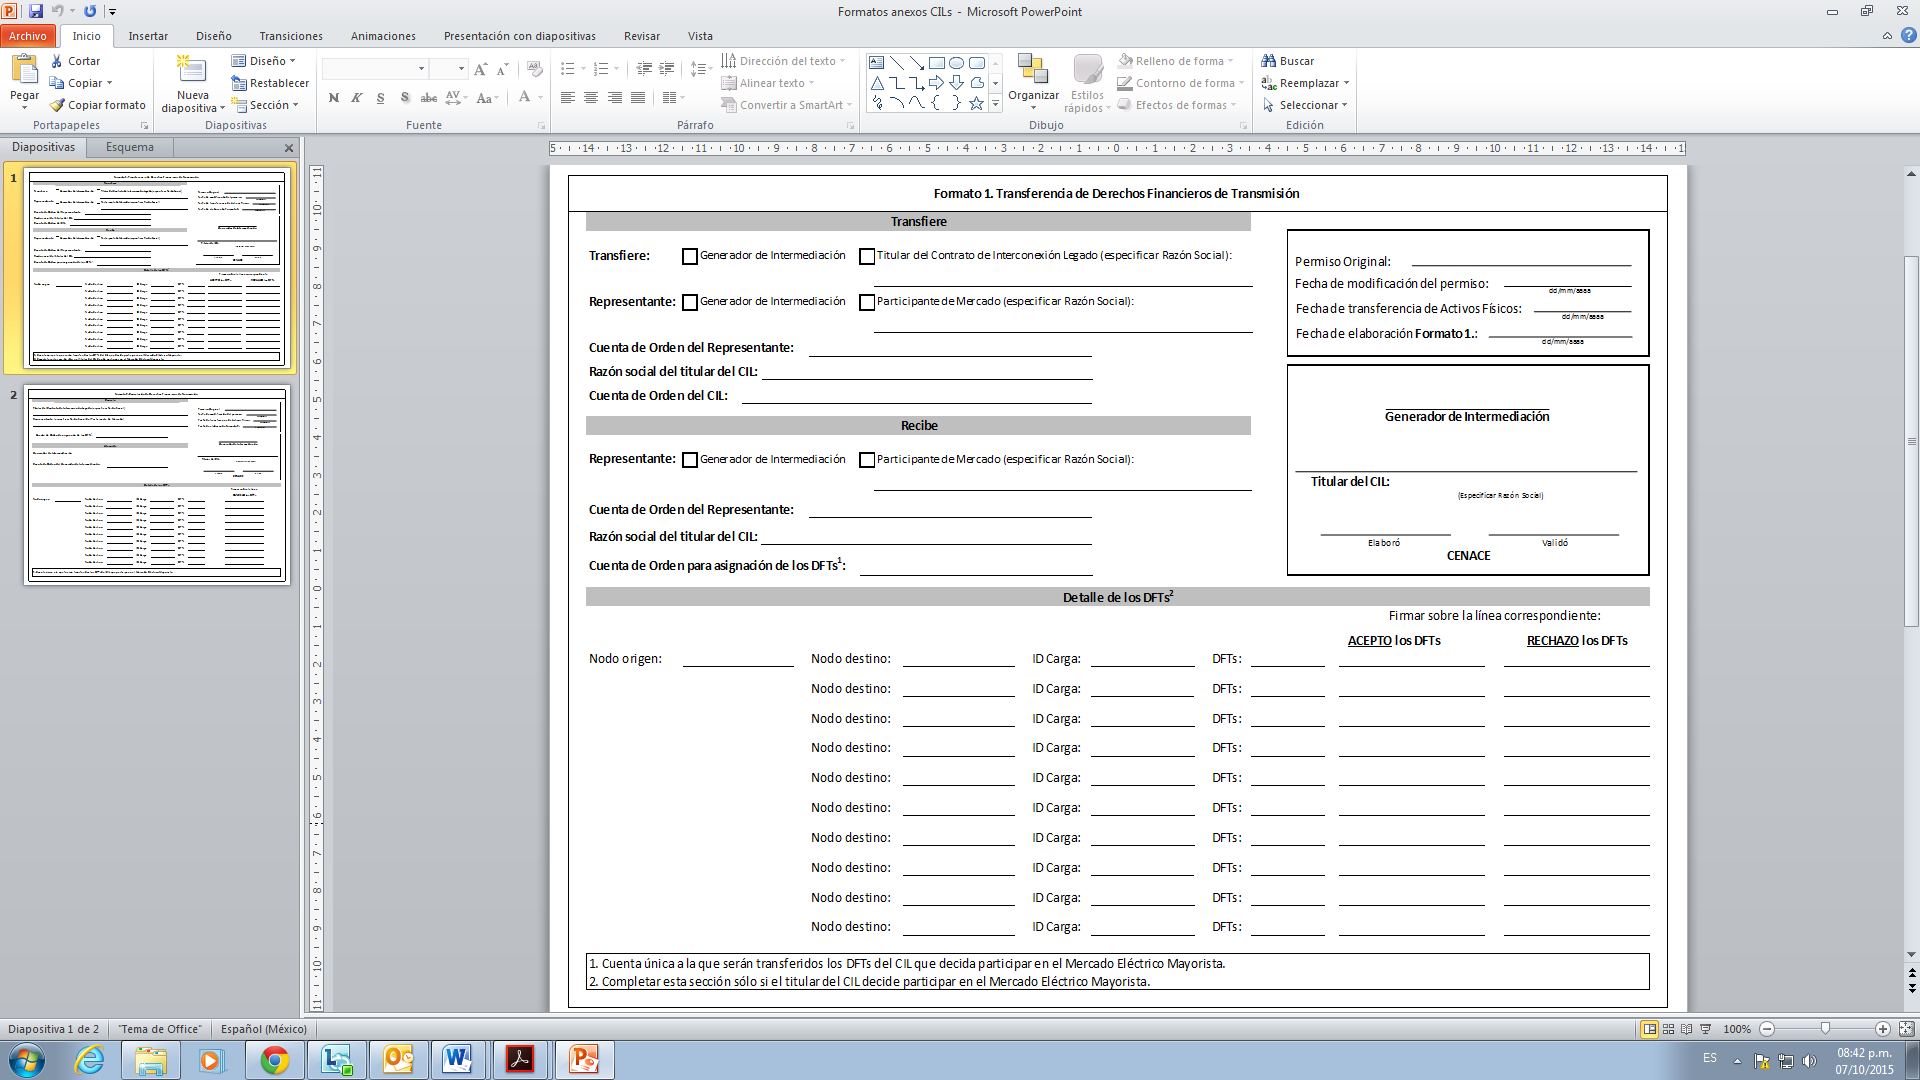 Formatos anexos CILs - Microsoft PowerPoint
Archivo Inicio Insertar Diseño Transiciones Animaciones Presentación con diapositivas Revisar Vista
Pegar
Cortar
Copiar
Copiar formato
Portapapeles
Nueva diapositiva
Diseño
Restablecer
Sección
Diapositivas
Fuente
Dirección del texto
Alinear texto
Convertir a SmartArt
Párrafo
Organizar
Estilos rápidos
Relleno de forma
Contorno de forma
Efectos de formas
Dibujo
Buscar
Reemplazar
Seleccionar
Edición
Diapositivas Esquema
1
2
Formato 1. Transferencia de Derechos Financieros de Transmisión
Transfiere
Transfiere: Generador de Intermediación Titular del Contrato de Interconexión Legado (especificar Razón Social):
Representante: Generador de Intermediación Participante de Mercado (especificar Razón Social):
Cuenta de Orden del Representante:
Razón social del titular del CIL:
Cuenta de Orden del CIL:
Recibe
Representante: Generador de Intermediación Participante de Mercado (especificar Razón Social):
Cuenta de Orden del Representante:
Razón social del titular del CIL:
Cuenta de Orden para asignación de los DFTs1:
Permiso Original:
Fecha de modificación del permiso:
dd/mm/aaaa
Fecha de transferencia de Activos Físicos:
dd/mm/aaaa
Fecha de elaboración Formato 1.:
dd/mm/aaaa
Generador de Intermediación
Titular del CIL:
(Especificar Razón Social)
Elaboró Validó
CENACE
Detalle de los DFTs2
Firmar sobre la línea correspondiente:
ACEPTO los DFTs RECHAZO los DFTs
Nodo origen: Nodo destino: ID Carga: DFTs:
Nodo destino: ID Carga: DFTs:
Nodo destino: ID Carga: DFTs:
Nodo destino: ID Carga: DFTs:
Nodo destino: ID Carga: DFTs:
Nodo destino: ID Carga: DFTs:
Nodo destino: ID Carga: DFTs:
Nodo destino: ID Carga: DFTs:
Nodo destino: ID Carga: DFTs:
Nodo destino: ID Carga: DFTs:
1. Cuenta única a la que serán transferidos los DFTs del CIL que decida participar en el Mercado Eléctrico Mayorista.
2. Completar esta sección sólo si el titular del CIL decide participar en el Mercado Eléctrico Mayorista.
Diapositiva 1 de 2 "Tema de Office" Español (México) 100%
ES 08:42 p.m.
07/10/2015